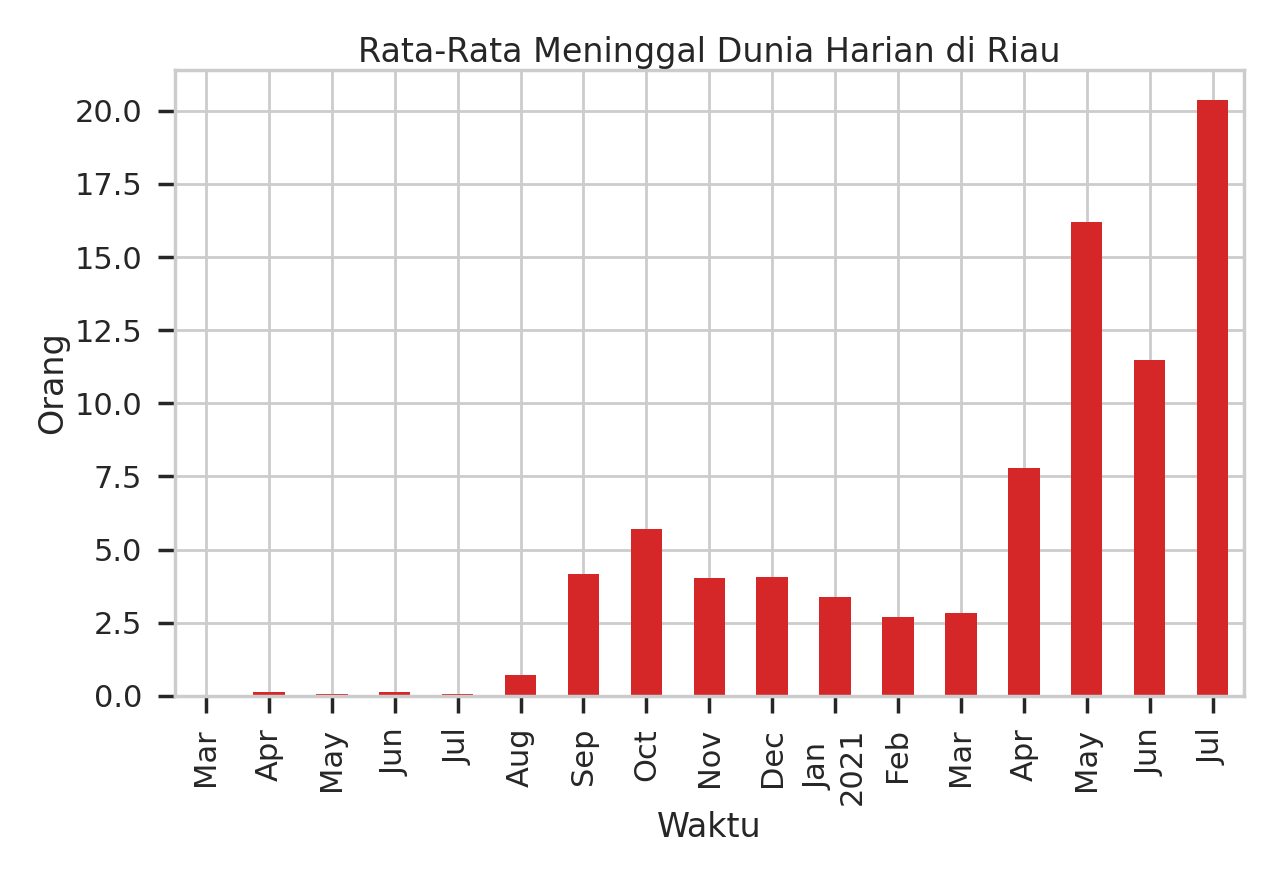 Rata-Rata Meninggal Dunia Harian di Riau
Orang
20.0
17.5
15.0
12.5
10.0
7.5
5.0
2.5
0.0
Mar
Apr
May
Jun
Jul
Aug
Sep
Oct
Nov
Dec
Jan
2021
Feb
Mar
Apr
May
Jun
Jul
Waktu